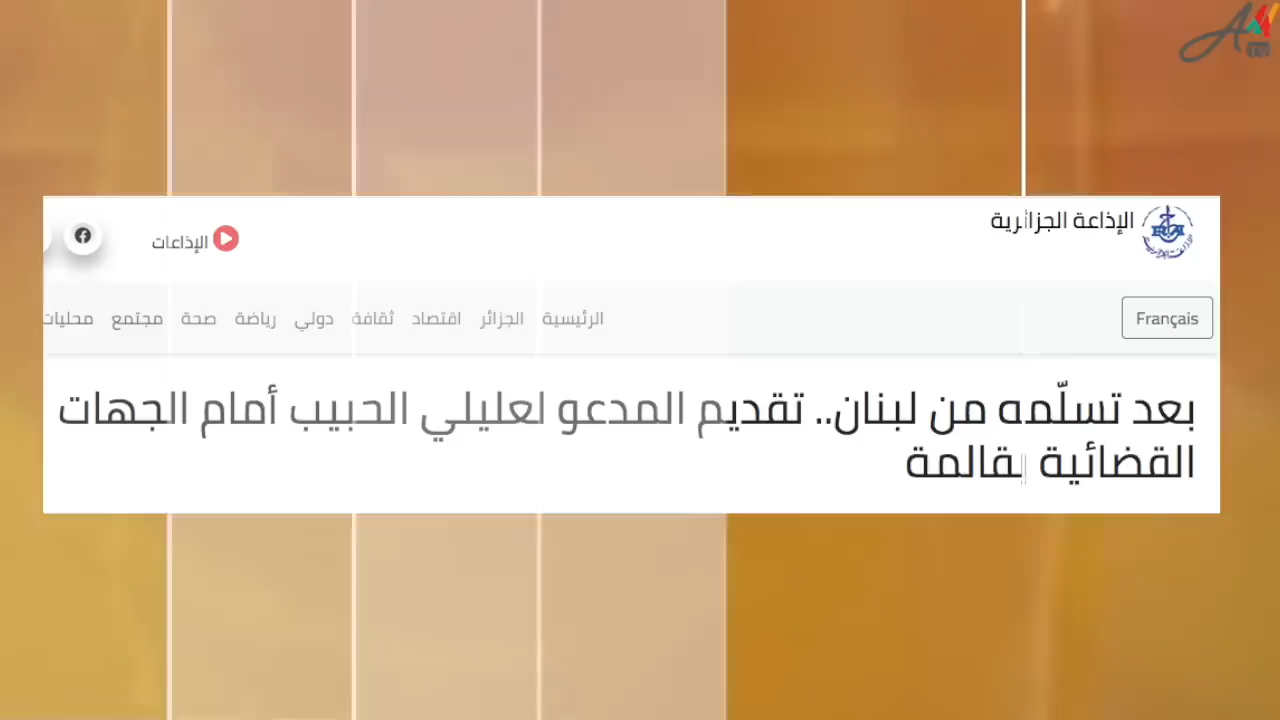 الإذاعة الجزائرية
الإذاعات
Français
الرئيسية الجزائر اقتصاد ثقافة دولي رياضة صحة مجتمع محليات
بعد تسلّمه من لبنان.. تقديم المدعو لعليلي الحبيب أمام الجهات
القضائية بقالمة